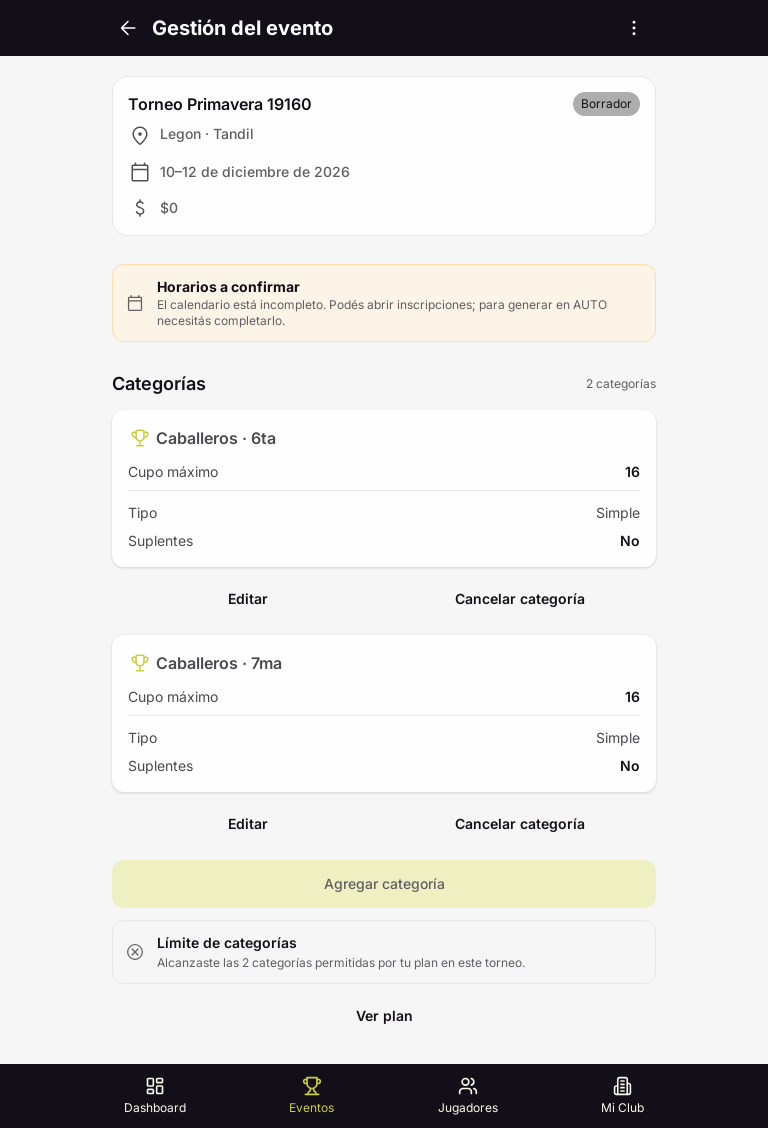 Gestión del evento
Torneo Primavera 19160
Borrador
Legon · Tandil
10–12 de diciembre de 2026
$0
Horarios a confirmar
El calendario está incompleto. Podés abrir inscripciones; para generar en AUTO
necesitás completarlo.
Categorías
2 categorías
Caballeros · 6ta
Cupo máximo 16
Tipo Simple
Suplentes No
Editar Cancelar categoría
Caballeros · 7ma
Cupo máximo 16
Tipo Simple
Suplentes No
Editar Cancelar categoría
Agregar categoría
Límite de categorías
Alcanzaste las 2 categorías permitidas por tu plan en este torneo.
Ver plan
Dashboard Eventos Jugadores Mi Club